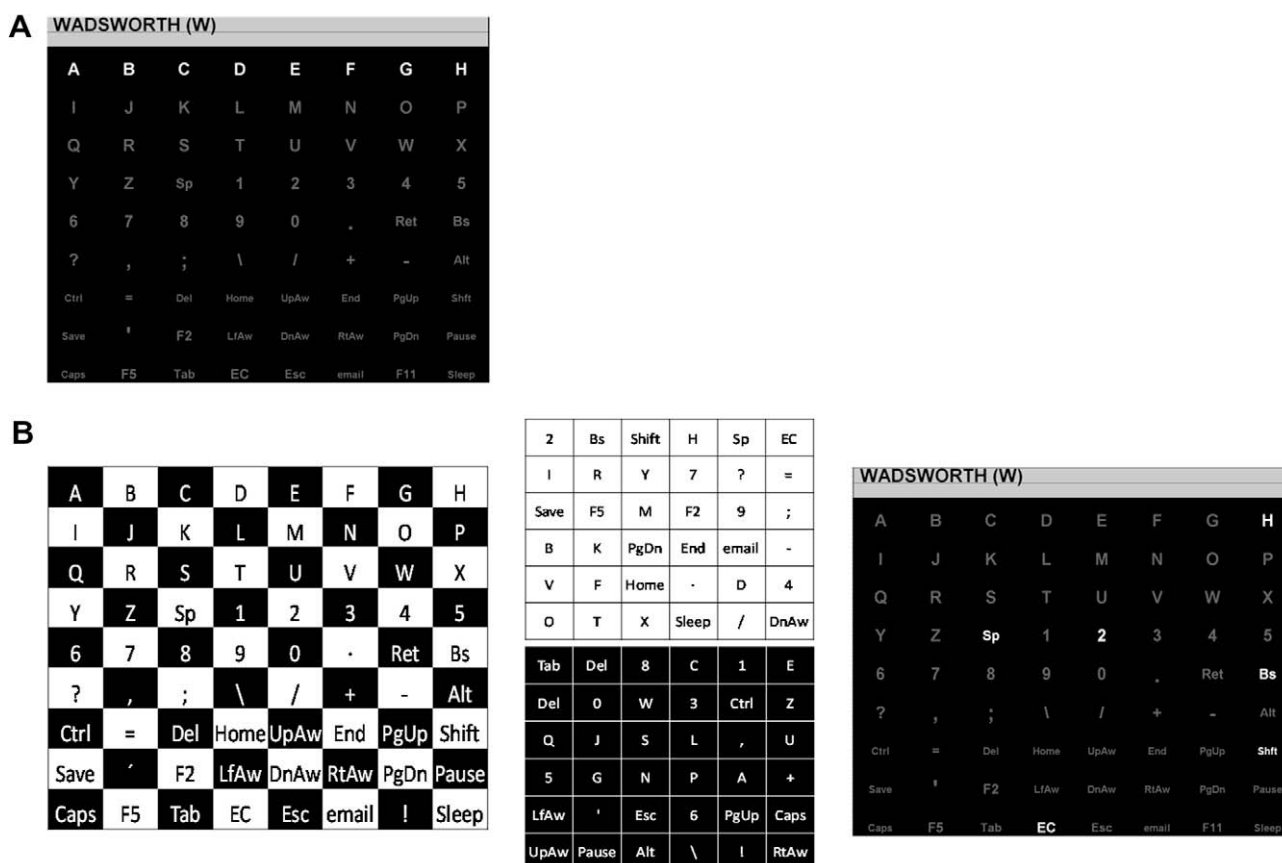 A
WADSWORTH (W)
A B C D E F G H
I J K L M N O P
Q R S T U V W X
Y Z Sp 1 2 3 4 5
6 7 8 9 0 . Ret Bs
? , ; \ / + - Alt
Ctrl = Del Home UpAw End PgUp Shft
Save ' F2 LfAw DnAw RtAw PgDn Pause
Caps F5 Tab EC Esc email F11 Sleep
B
A B C D E F G H
I J K L M N O P
Q R S T U V W X
Y Z Sp 1 2 3 4 5
6 7 8 9 0 · Ret Bs
? , ; \ / + - Alt
Ctrl = Del Home UpAw End PgUp Shift
Save ´ F2 LfAw DnAw RtAw PgDn Pause
Caps F5 Tab EC Esc email ! Sleep
2 Bs Shift H Sp EC
I R Y 7 ? =
Save F5 M F2 9 ;
B K PgDn End email -
V F Home · D 4
O T X Sleep / DnAw
Tab Del 8 C 1 E
Del 0 W 3 Ctrl Z
Q J S L , U
5 G N P A +
LfAw ' Esc 6 PgUp Caps
UpAw Pause Alt \ ! RtAw
WADSWORTH (W)
A B C D E F G H
I J K L M N O P
Q R S T U V W X
Y Z Sp 1 2 3 4 5
6 7 8 9 0 . Ret Bs
? , ; \ / + - Alt
Ctrl = Del Home UpAw End PgUp Shft
Save ' F2 LfAw DnAw RtAw PgDn Pause
Caps F5 Tab EC Esc email F11 Sleep